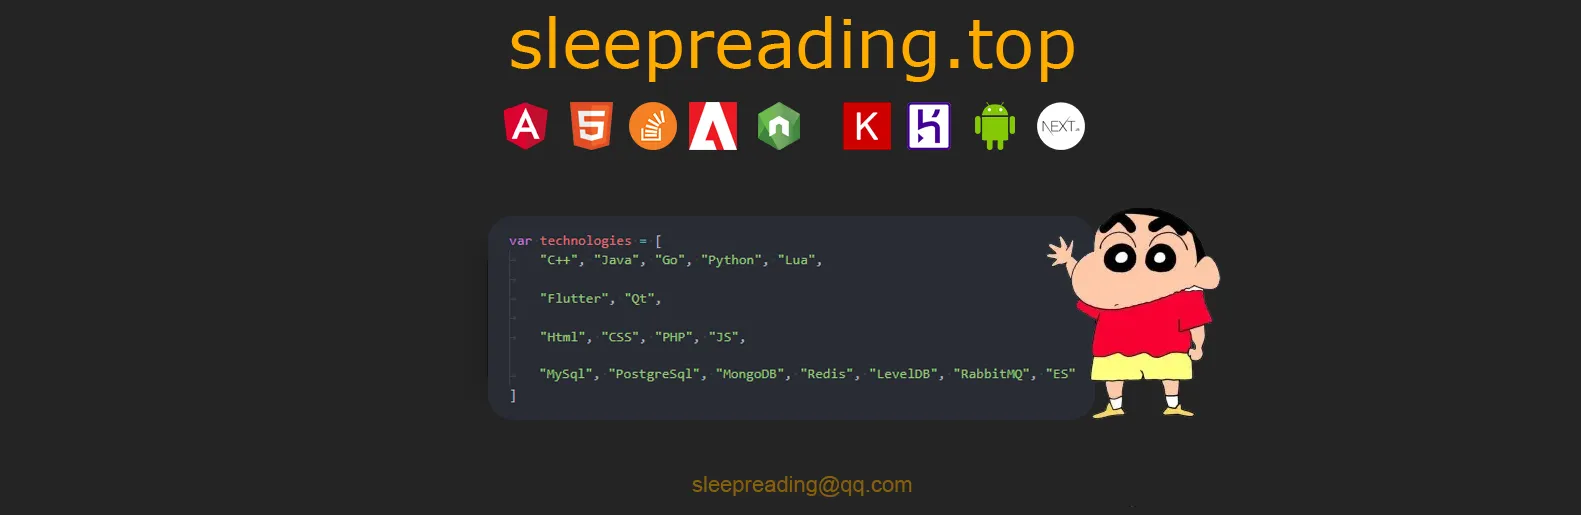 sleepreading.top
A 5 K NEXT.JS
var technologies = [
"C++", "Java", "Go", "Python", "Lua",
"Flutter", "Qt",
"Html", "CSS", "PHP", "JS",
"MySql", "PostgreSql", "MongoDB", "Redis", "LevelDB", "RabbitMQ", "ES"
]
sleepreading@qq.com